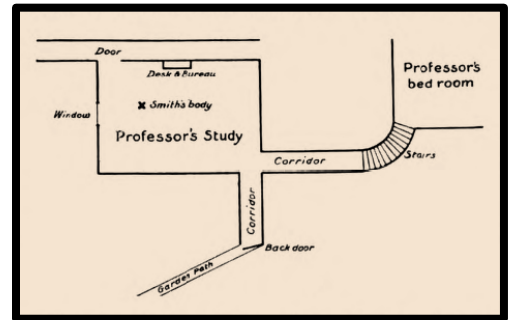 Door
Desk & Bureau
Professor's
bed room
Window
Smith's body
Professor's Study
Stairs
Corridor
Corridor
Back door
Garden Path